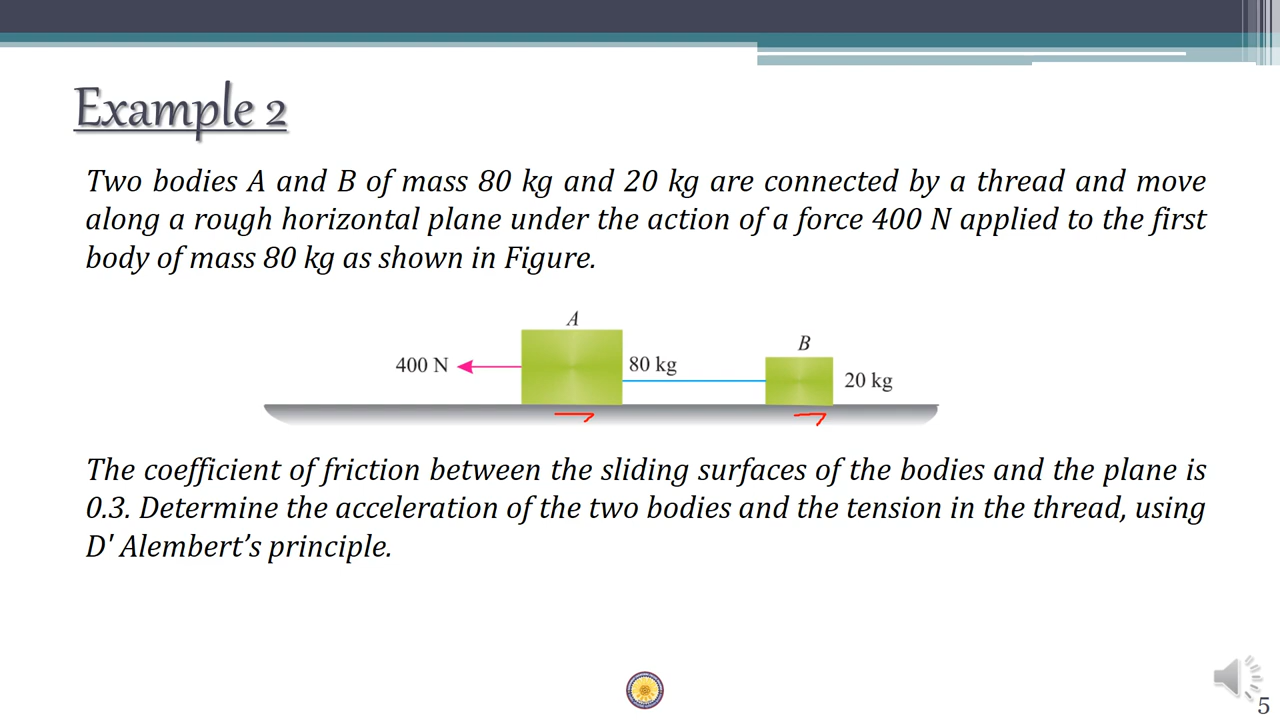 Example 2
Two bodies A and B of mass 80 kg and 20 kg are connected by a thread and move
along a rough horizontal plane under the action of a force 400 N applied to the first
body of mass 80 kg as shown in Figure.
A
B
400 N
80 kg
20 kg
The coefficient of friction between the sliding surfaces of the bodies and the plane is
0.3. Determine the acceleration of the two bodies and the tension in the thread, using
D' Alembert’s principle.
5